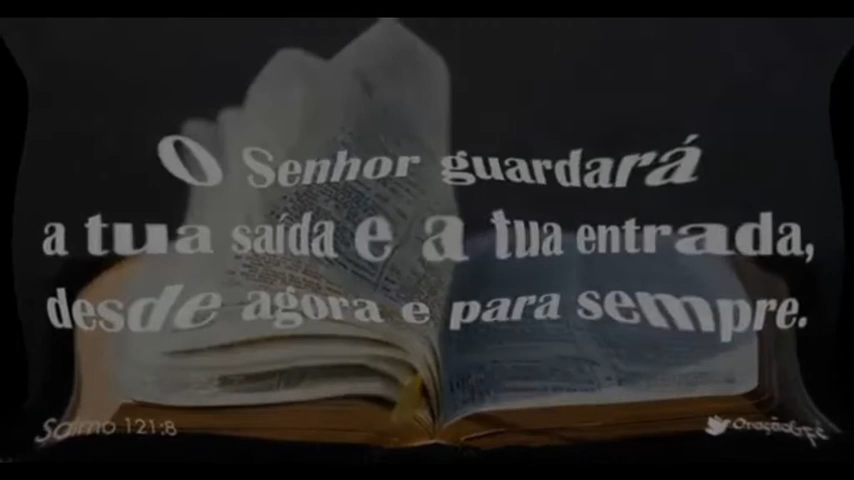 O Senhor guardará
a tua saída e a tua entrada,
desde agora e para sempre.
Salmo 121:8
OraçãoeFé